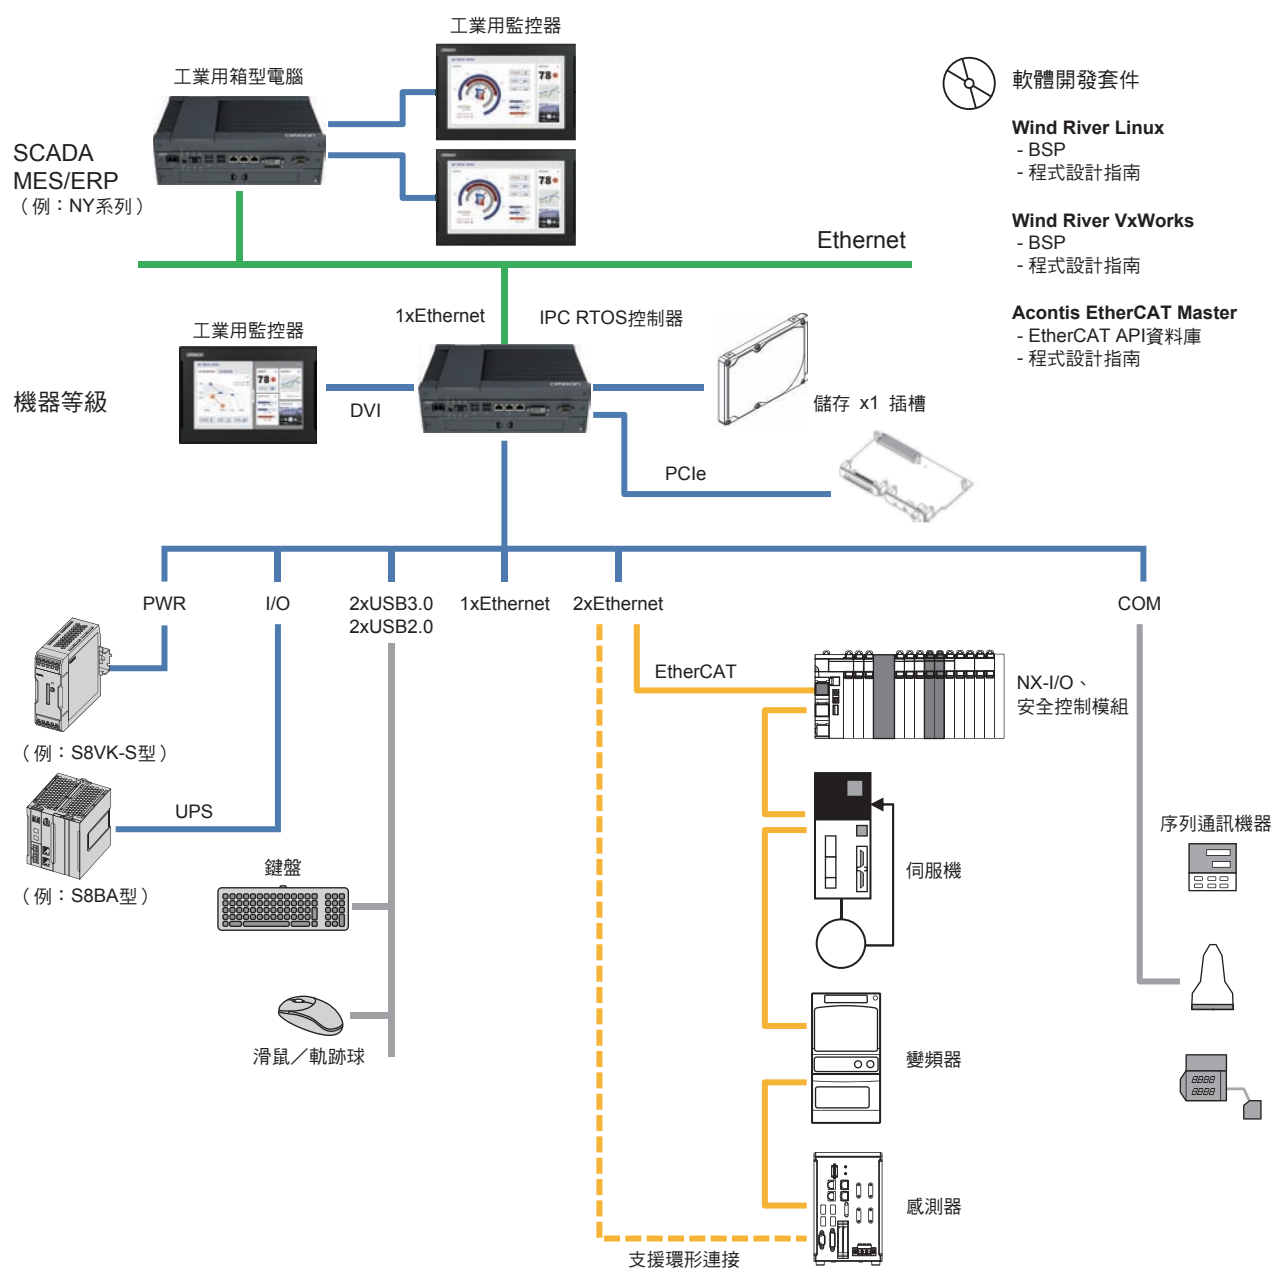 工業用監控器
工業用箱型電腦
軟體開發套件
Wind River Linux
- BSP
- 程式設計指南
SCADA
MES/ERP
（例：NY系列）
Wind River VxWorks
- BSP
- 程式設計指南
Ethernet
Acontis EtherCAT Master
- EtherCAT API資料庫
- 程式設計指南
1xEthernet
IPC RTOS控制器
工業用監控器
機器等級
DVI
儲存 x1 插槽
PCIe
PWR
I/O
2xUSB3.0
2xUSB2.0
1xEthernet
2xEthernet
COM
EtherCAT
NX-I/O、
安全控制模組
（例：S8VK-S型）
UPS
（例：S8BA型）
鍵盤
伺服機
序列通訊機器
滑鼠／軌跡球
變頻器
感測器
支援環形連接